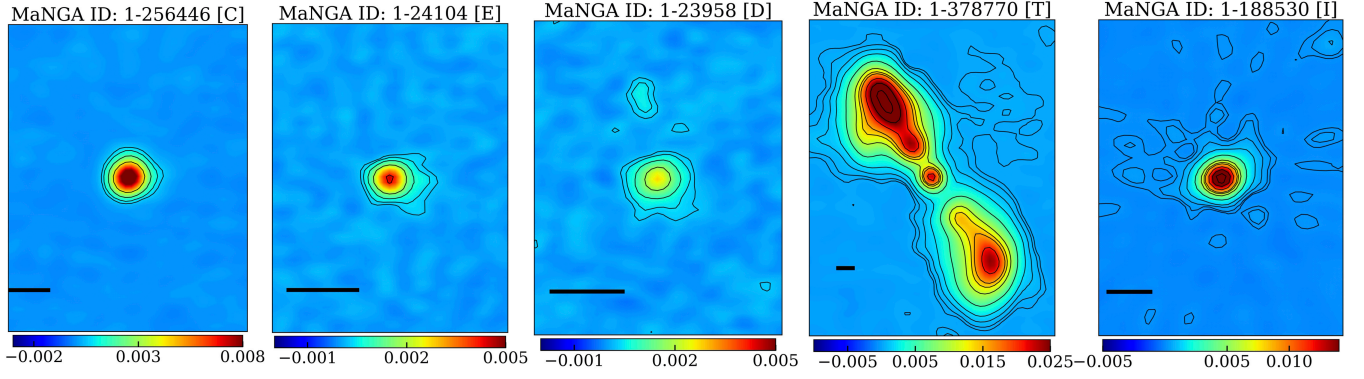 MaNGA ID: 1-256446 [C]
MaNGA ID: 1-24104 [E]
MaNGA ID: 1-23958 [D]
MaNGA ID: 1-378770 [T]
MaNGA ID: 1-188530 [I]
−0.002 0.003 0.008
−0.001 0.002 0.005
−0.001 0.002 0.005
−0.005 0.005 0.015 0.025
−0.005 0.005 0.010